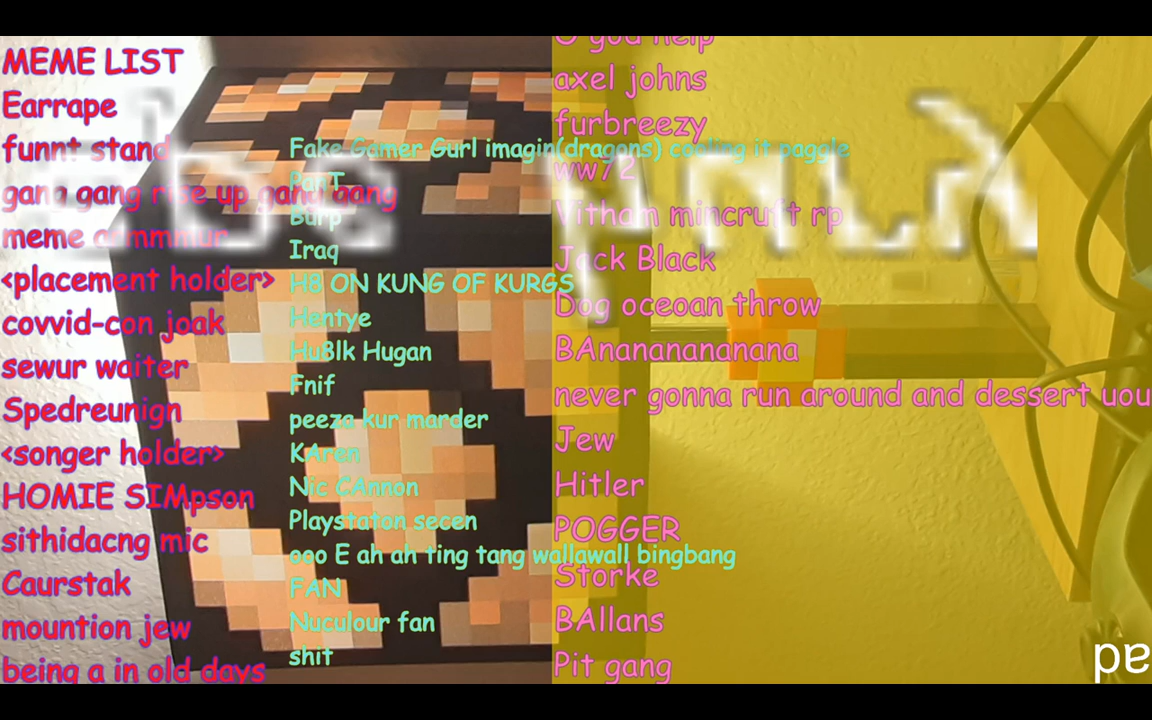 MEME LIST
Earrape
funnt stand
gang gang rise up gang gang
<placement holder>
covvid-con joak
sewur waiter
Spedreunign
<songer holder>
HOMIE SIMpson
sithidacng mic
Caurstak
mountion jew
being a in old days
Fake Gamer Gurl imagin(dragons) cooling it paggle
PanT
Burp
Iraq
H8 ON KUNG OF KURGS
Hentye
Hu8lk Hugan
Fnif
peeza kur marder
KAren
Nic CAnnon
Playstaton secen
ooo E ah ah ting tang wallawall bingbang
FAN
Nuculour fan
shit
O god help
axel johns
furbreezy
ww72
Vitham mincruft rp
Jack Black
Dog oceoan throw
BAnanananananana
never gonna run around and dessert uou
Jew
Hitler
POGGER
Storke
BAllans
Pit gang